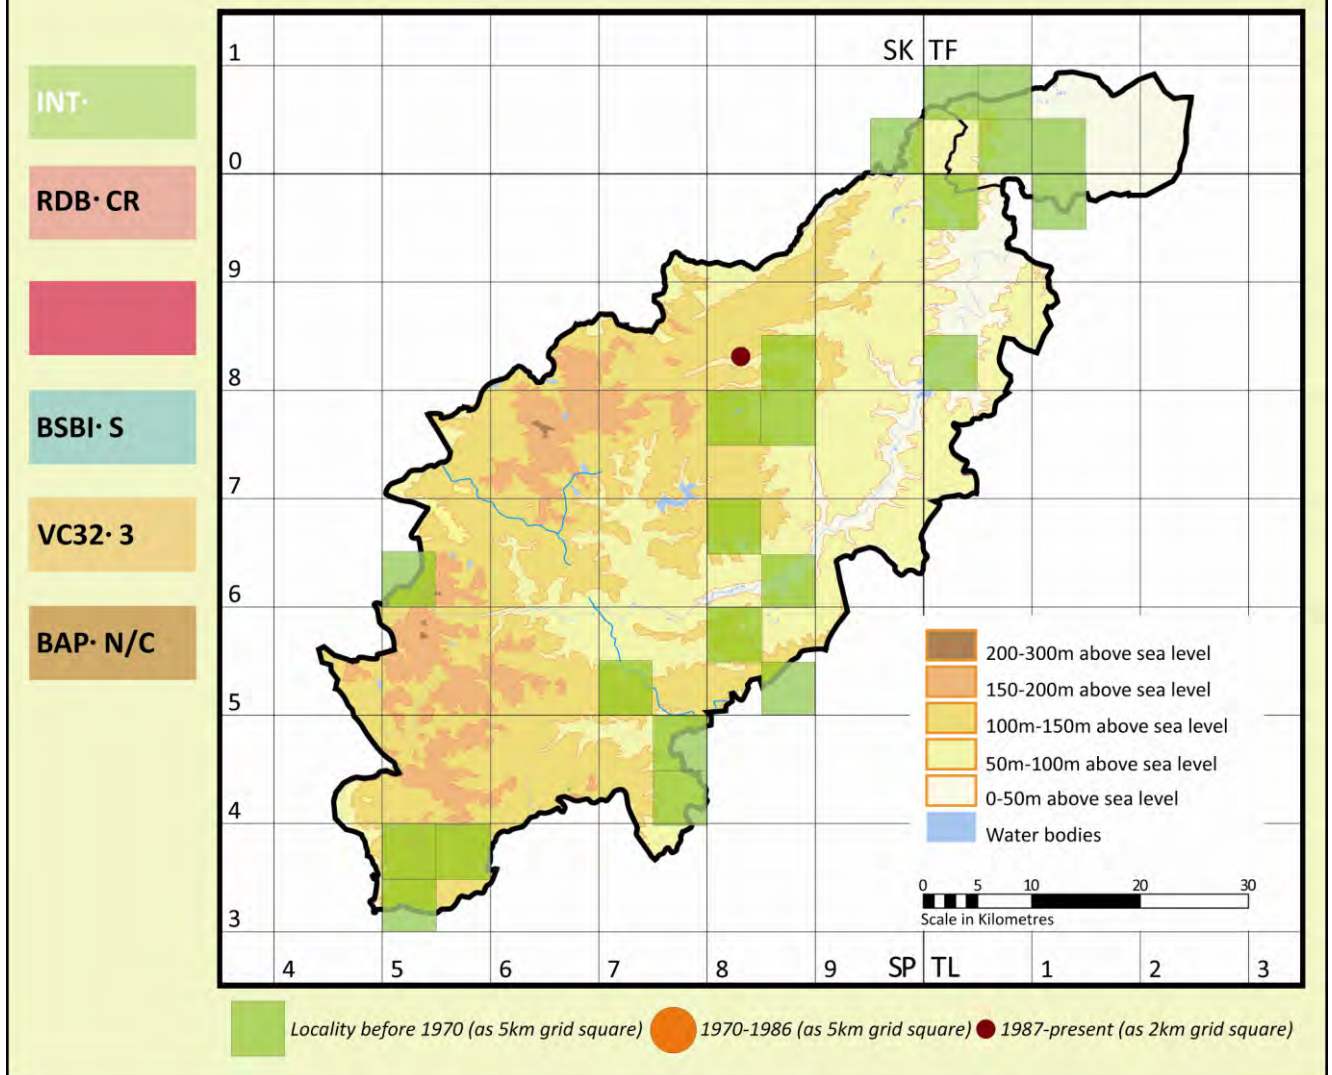 INT·
RDB· CR
BSBI· S
VC32· 3
BAP· N/C
SK TF
1
0
9
8
7
6
5
4
3
4 5 6 7 8 9 SP TL 1 2 3
200-300m above sea level
150-200m above sea level
100m-150m above sea level
50m-100m above sea level
0-50m above sea level
Water bodies
0 5 10 20 30
Scale in Kilometres
Locality before 1970 (as 5km grid square) 1970-1986 (as 5km grid square) 1987-present (as 2km grid square)